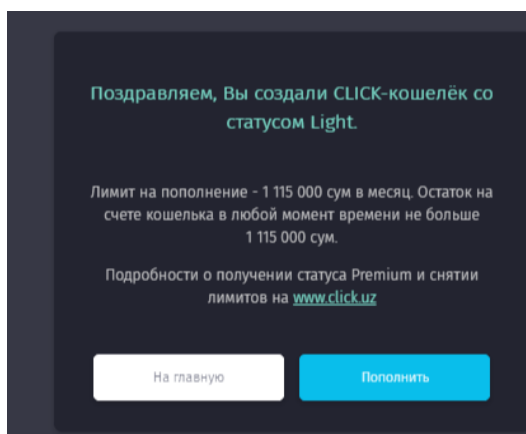 Поздравляем, Вы создали CLICK-кошелёк со
статусом Light.
Лимит на пополнение - 1 115 000 сум в месяц. Остаток на
счете кошелька в любой момент времени не больше
1 115 000 сум.
Подробности о получении статуса Premium и снятии
лимитов на www.click.uz
На главную
Пополнить